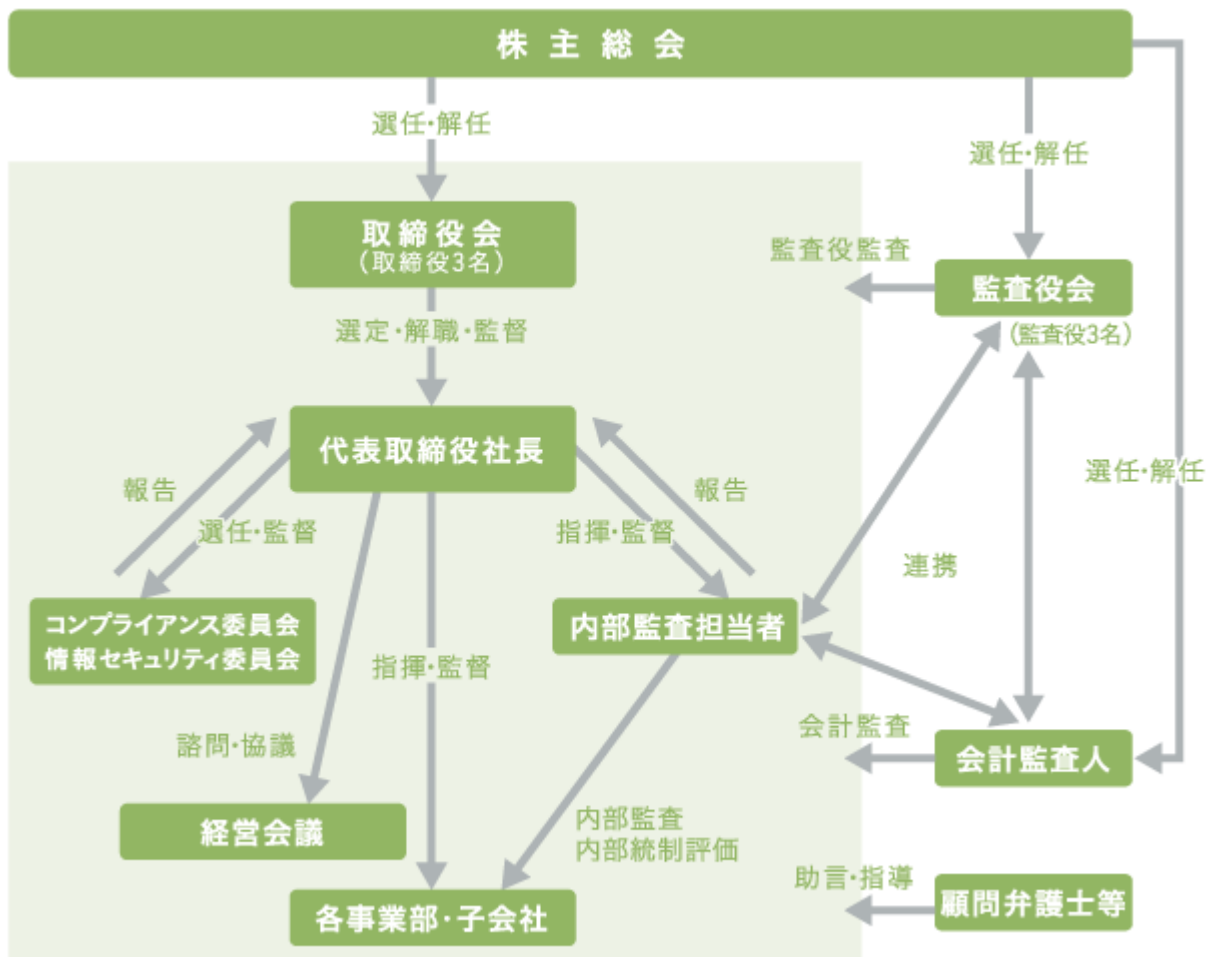 株主総会
選任・解任
選任・解任
取締役会
（取締役3名）
監査役監査
監査役会
（監査役3名）
選定・解職・監督
代表取締役社長
報告
選任・監督
指揮・監督
報告
選任・解任
連携
コンプライアンス委員会
情報セキュリティ委員会
内部監査担当者
指揮・監督
諮問・協議
会計監査
会計監査人
経営会議
内部監査
内部統制評価
助言・指導
顧問弁護士等
各事業部・子会社